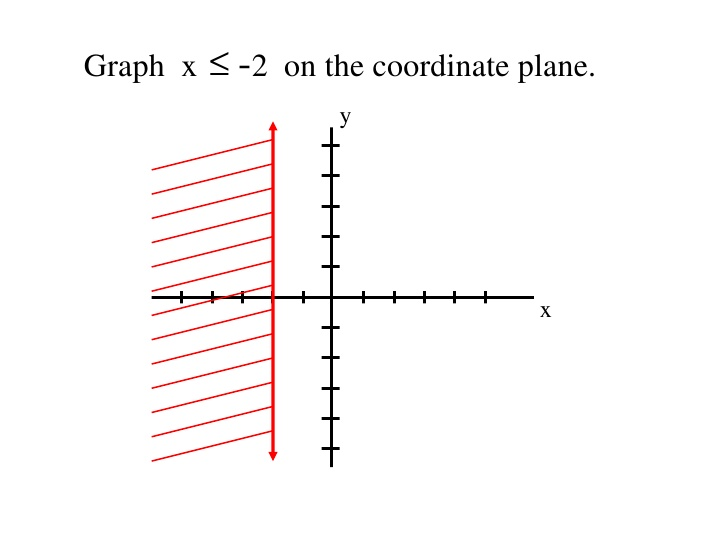 Graph x ≤ -2 on the coordinate plane.
y
x